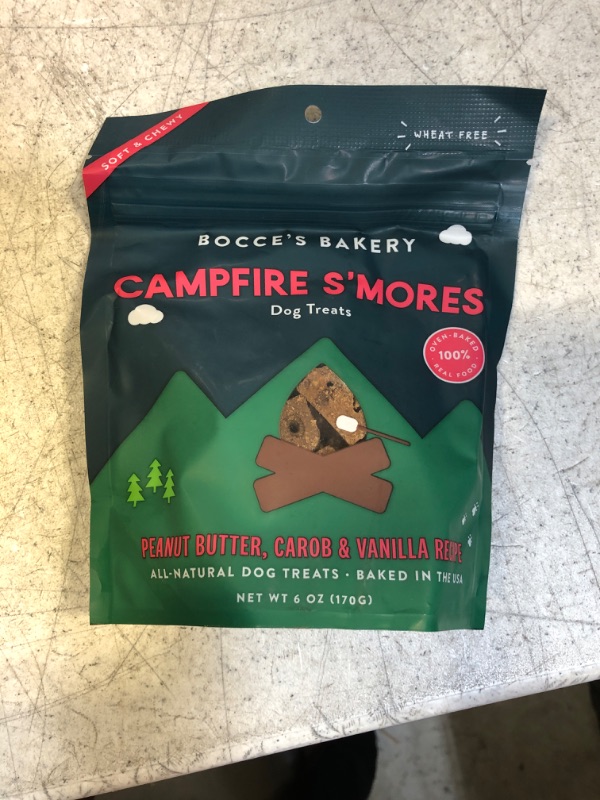 SOFT & CHEWY
WHEAT FREE
BOCCE'S BAKERY
CAMPFIRE S'MORES
Dog Treats
OVEN-BAKED
100%
REAL FOOD
PEANUT BUTTER, CAROB & VANILLA RECIPE
ALL-NATURAL DOG TREATS · BAKED IN THE USA
NET WT 6 OZ (170G)